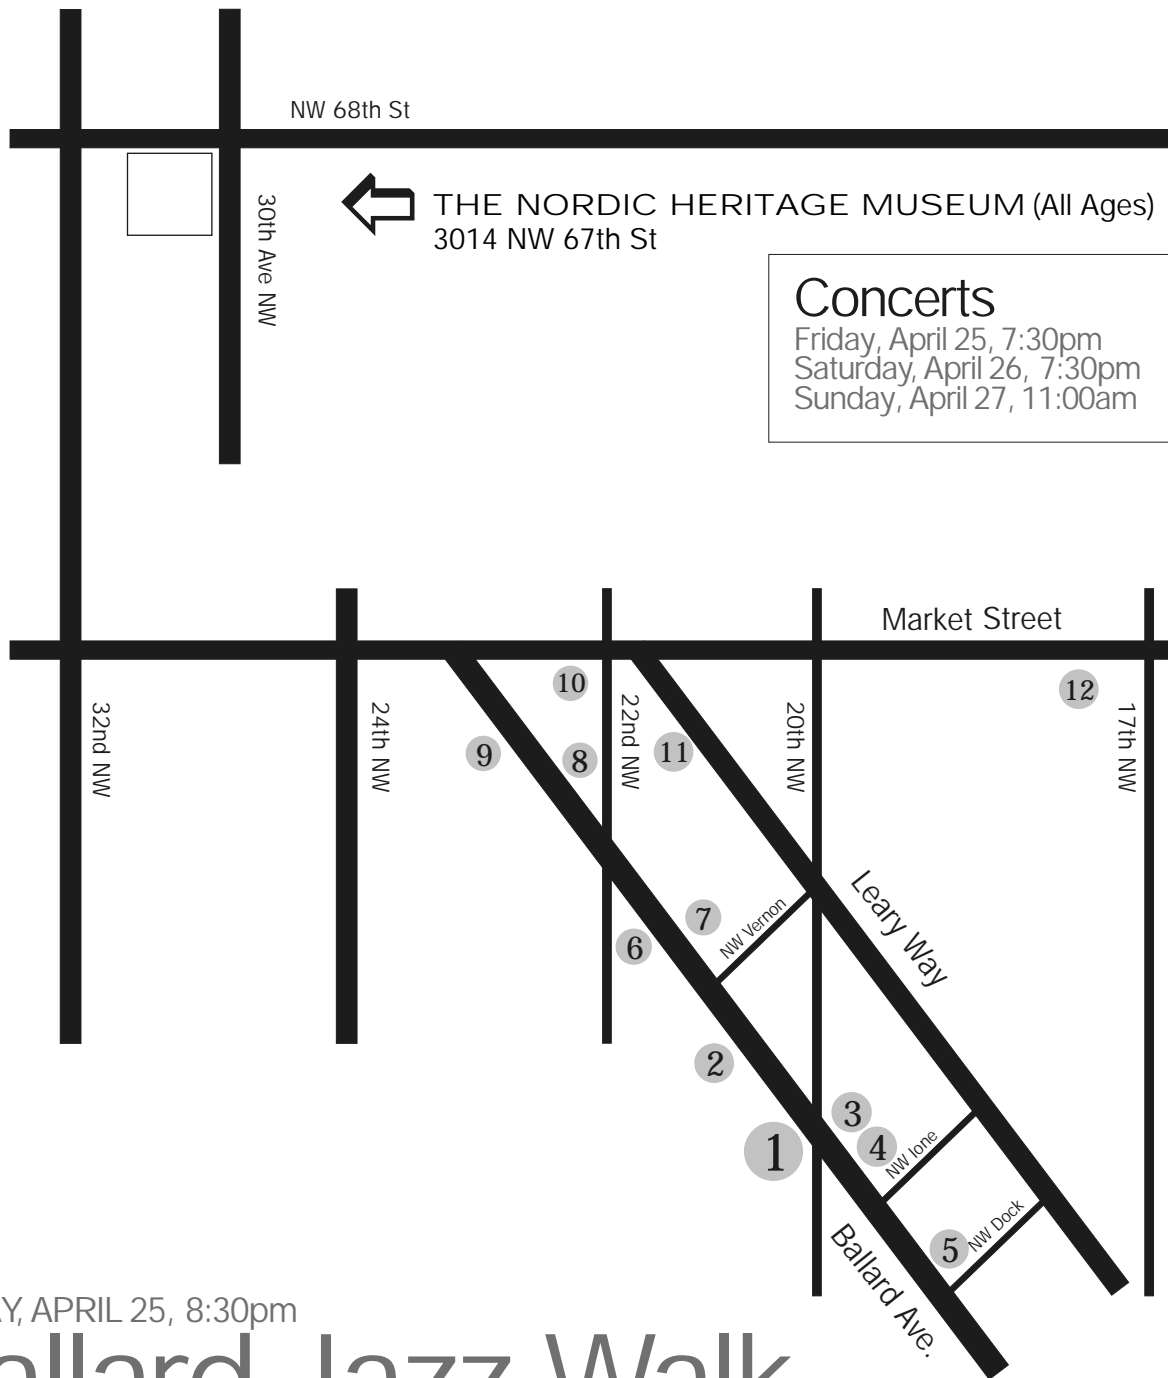 NW 68th St
30th Ave NW
THE NORDIC HERITAGE MUSEUM (All Ages)
3014 NW 67th St
Concerts
Friday, April 25, 7:30pm
Saturday, April 26, 7:30pm
Sunday, April 27, 11:00am
Market Street
32nd NW
24th NW
22nd NW
20th NW
17th NW
10
12
9
8
11
7
NW Vernon
Leary Way
6
2
3
1
4
NW Ione
5
NW Dock
Ballard Ave.
APRIL 25, 8:30pm
Jazz Walk